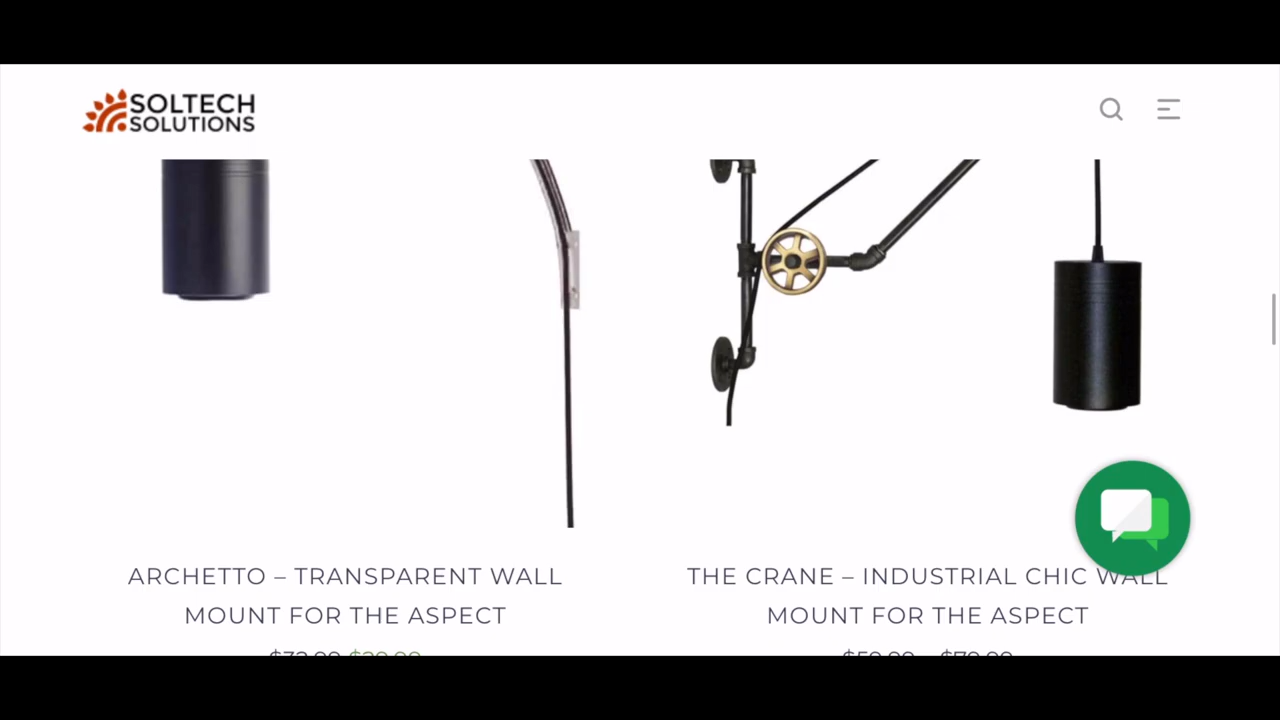 SOLTECH
SOLUTIONS
ARCHETTO – TRANSPARENT WALL
MOUNT FOR THE ASPECT
THE CRANE – INDUSTRIAL CHIC WALL
MOUNT FOR THE ASPECT